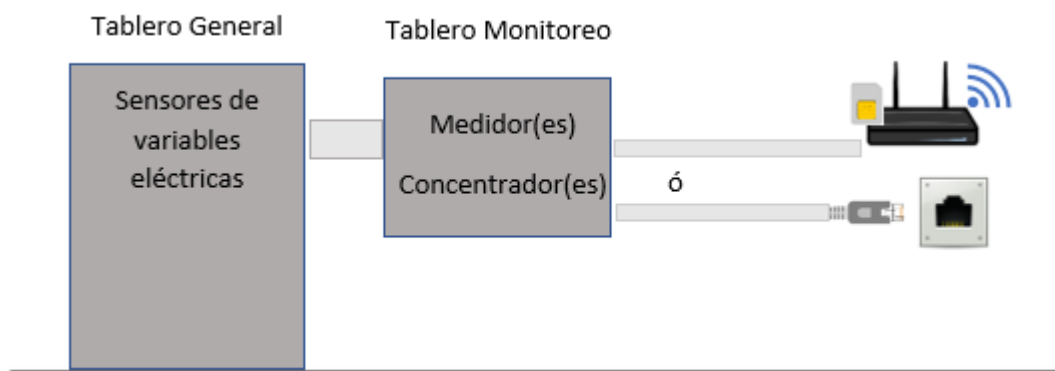 Tablero General
Tablero Monitoreo
Sensores de
variables
eléctricas
Medidor(es)
Concentrador(es)
ó